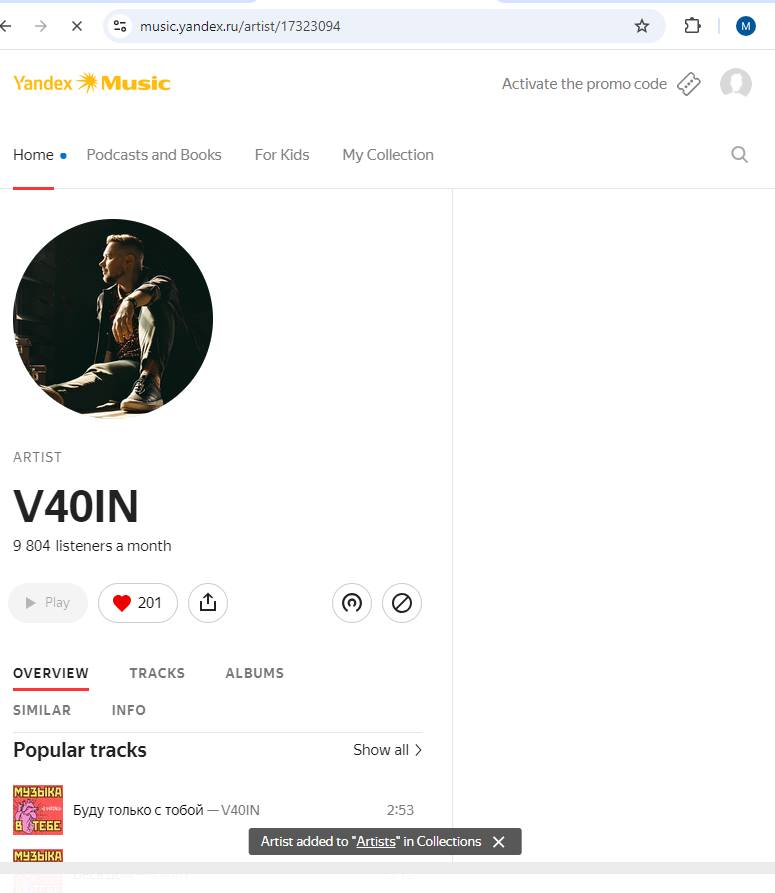 music.yandex.ru/artist/17323094
M
Yandex Music
Activate the promo code
Home
Podcasts and Books
For Kids
My Collection
ARTIST
V40IN
9 804 listeners a month
Play
201
OVERVIEW
TRACKS
ALBUMS
SIMILAR
INFO
Popular tracks
Show all
МУЗЫКА
В ТЕБЕ
Буду только с тобой — V40IN
2:53
Artist added to "Artists" in Collections
МУЗЫКА